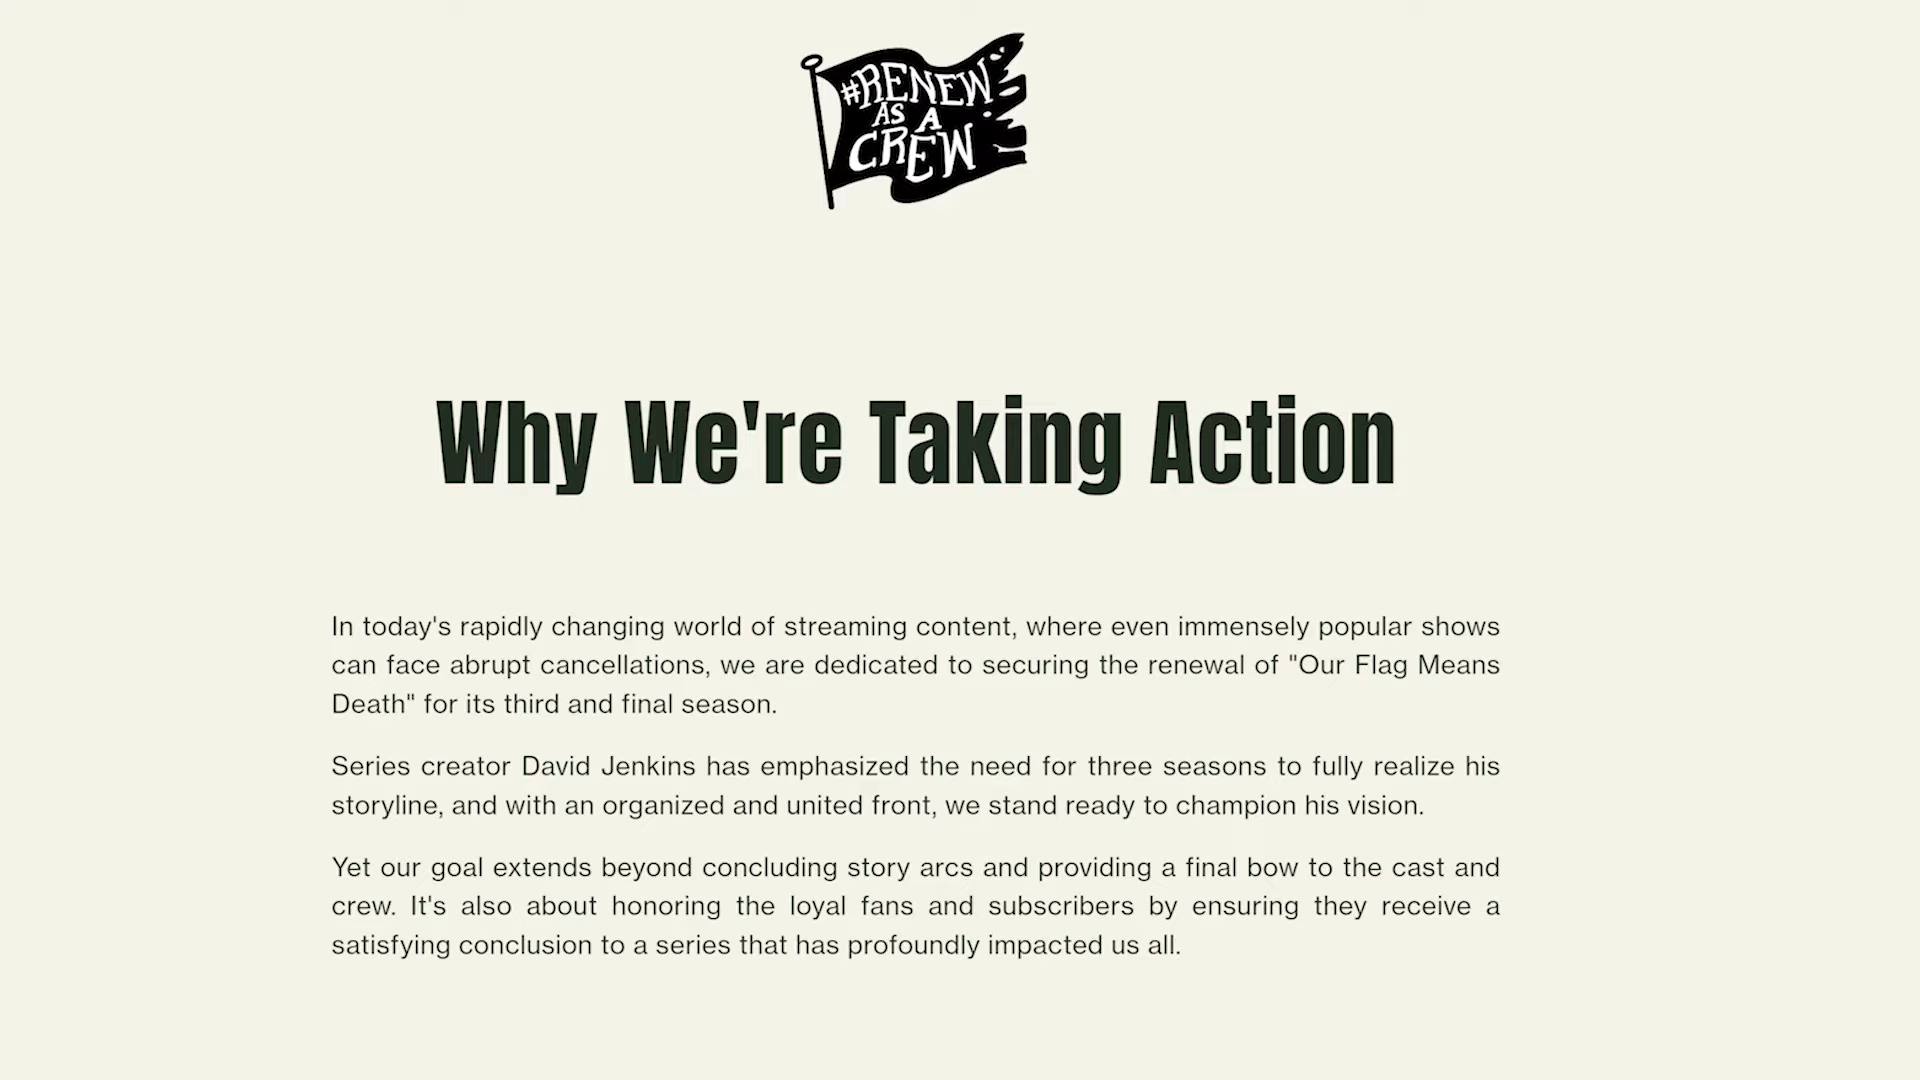 #RENEW
AS A
CREW
Why We're Taking Action
In today's rapidly changing world of streaming content, where even immensely popular shows
can face abrupt cancellations, we are dedicated to securing the renewal of "Our Flag Means
Death" for its third and final season.
Series creator David Jenkins has emphasized the need for three seasons to fully realize his
storyline, and with an organized and united front, we stand ready to champion his vision.
Yet our goal extends beyond concluding story arcs and providing a final bow to the cast and
crew. It's also about honoring the loyal fans and subscribers by ensuring they receive a
satisfying conclusion to a series that has profoundly impacted us all.